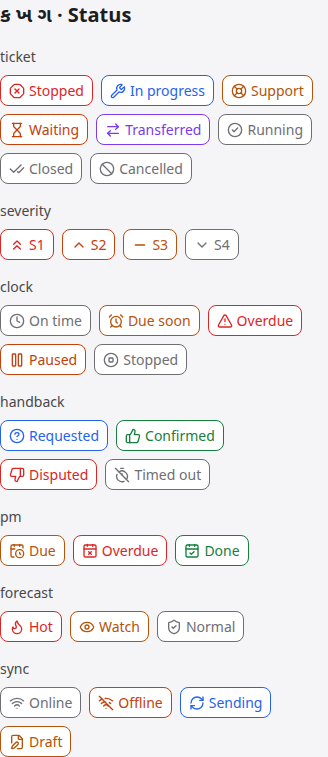 ક ખ ગ · Status
ticket
Stopped In progress Support
Waiting Transferred Running
Closed Cancelled
severity
S1 S2 S3 S4
clock
On time Due soon Overdue
Paused Stopped
handback
Requested Confirmed
Disputed Timed out
pm
Due Overdue Done
forecast
Hot Watch Normal
sync
Online Offline Sending
Draft